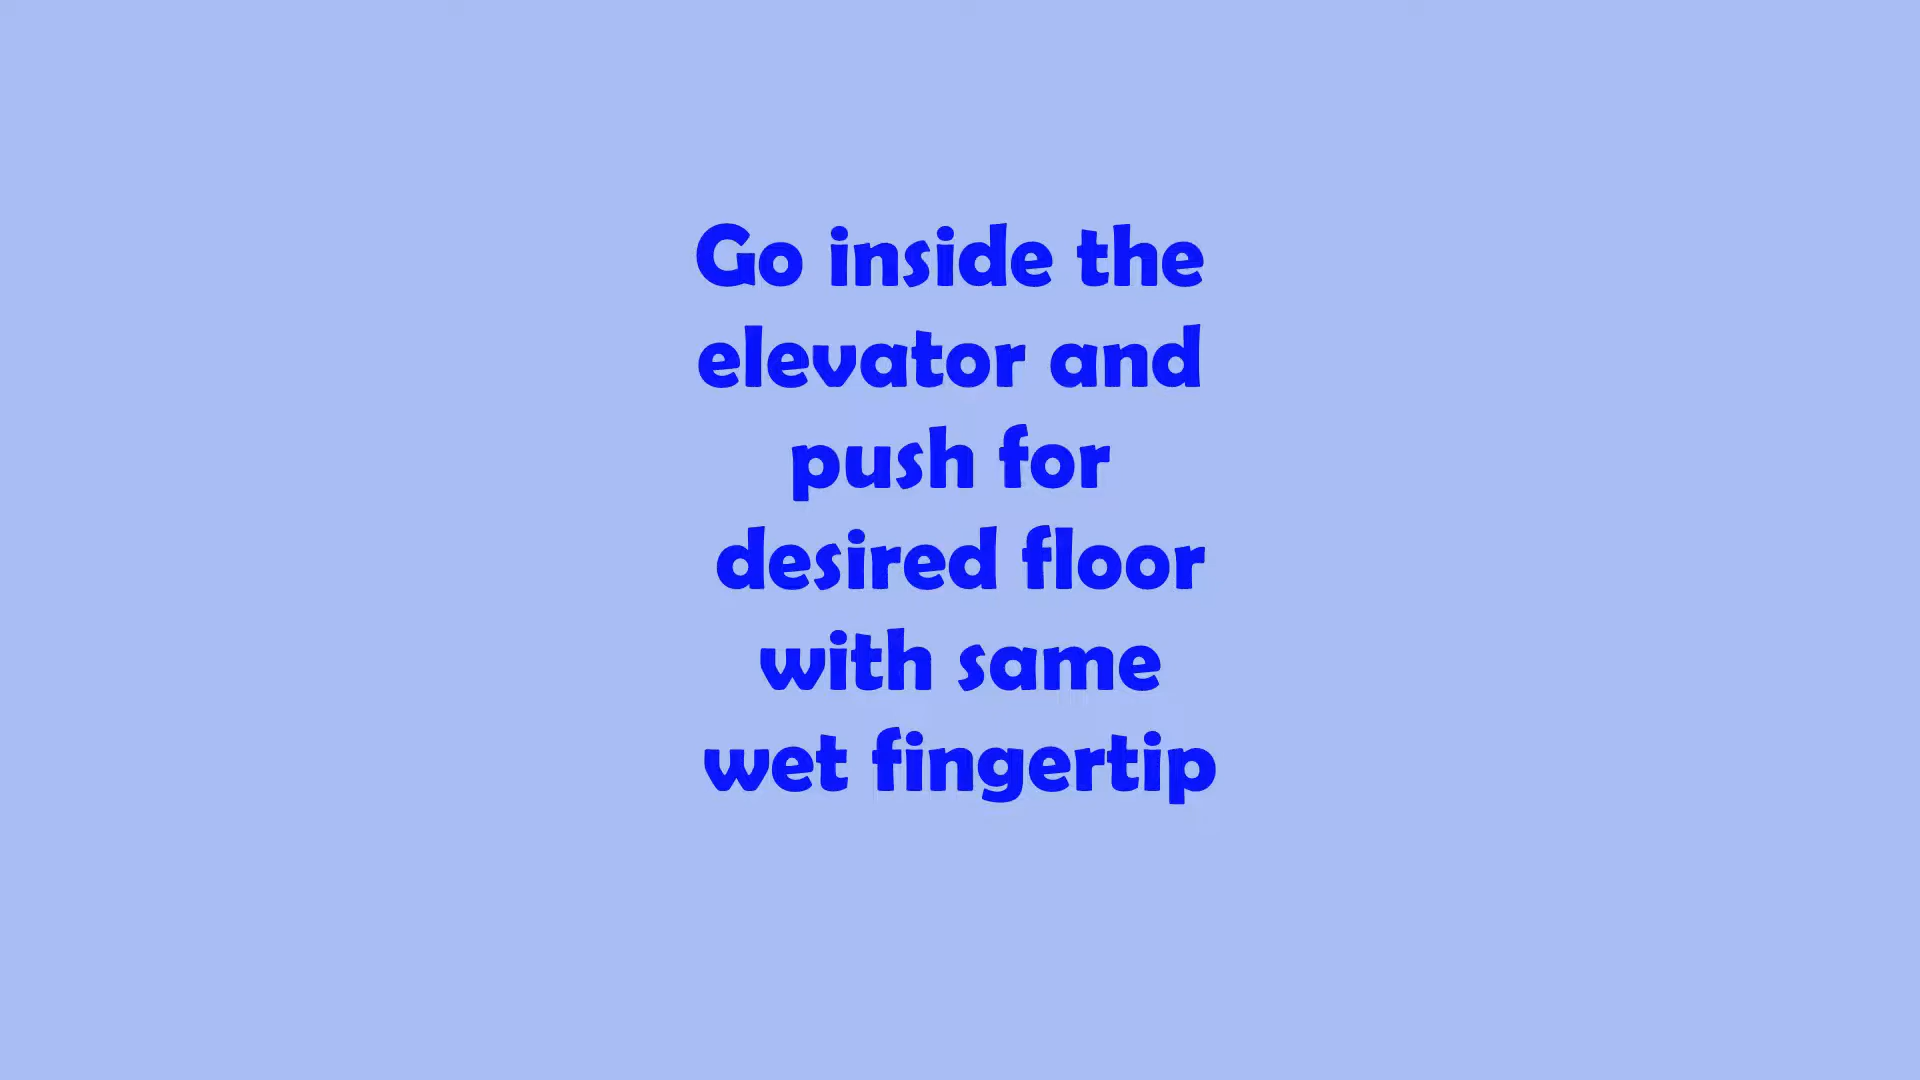 Go inside the
elevator and
push for
desired floor
with same
wet fingertip